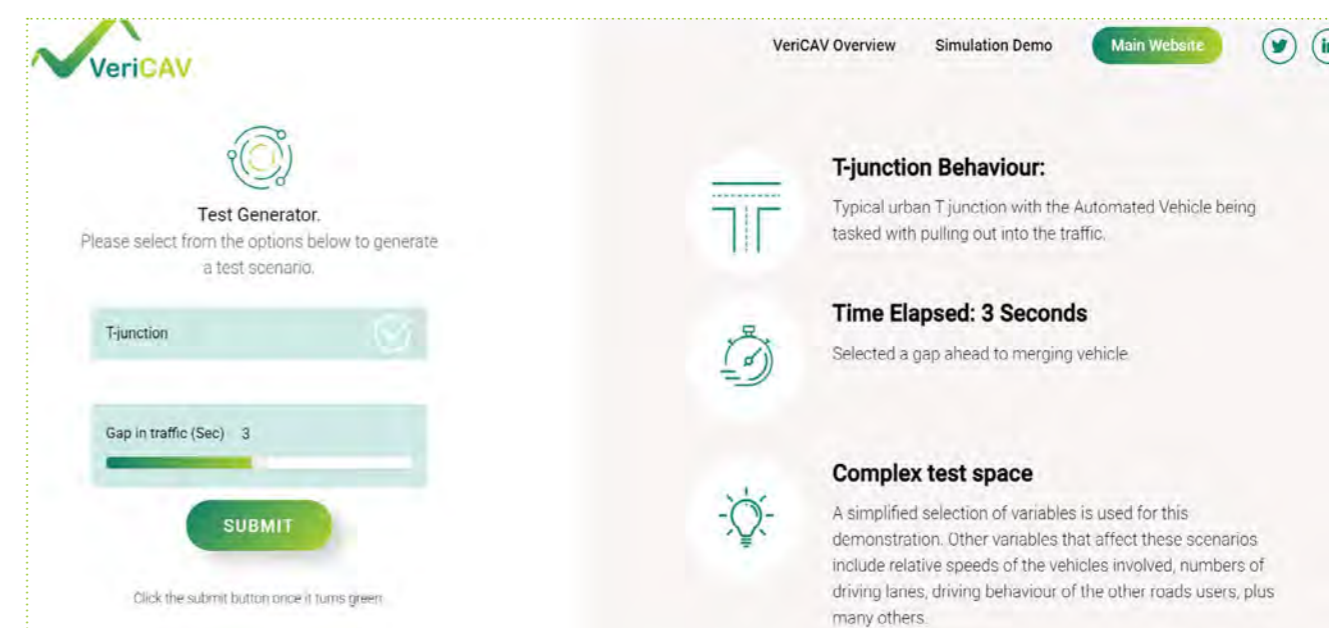 VeriCAV
VeriCAV Overview Simulation Demo Main Website
in
Test Generator.
Please select from the options below to generate
a test scenario.
T-junction
Gap in traffic (Sec) 3
SUBMIT
Click the submit button once it turns green
T-junction Behaviour:
Typical urban T junction with the Automated Vehicle being
tasked with pulling out into the traffic.
Time Elapsed: 3 Seconds
Selected a gap ahead to merging vehicle
Complex test space
A simplified selection of variables is used for this
demonstration. Other variables that affect these scenarios
include relative speeds of the vehicles involved, numbers of
driving lanes, driving behaviour of the other roads users, plus
many others.